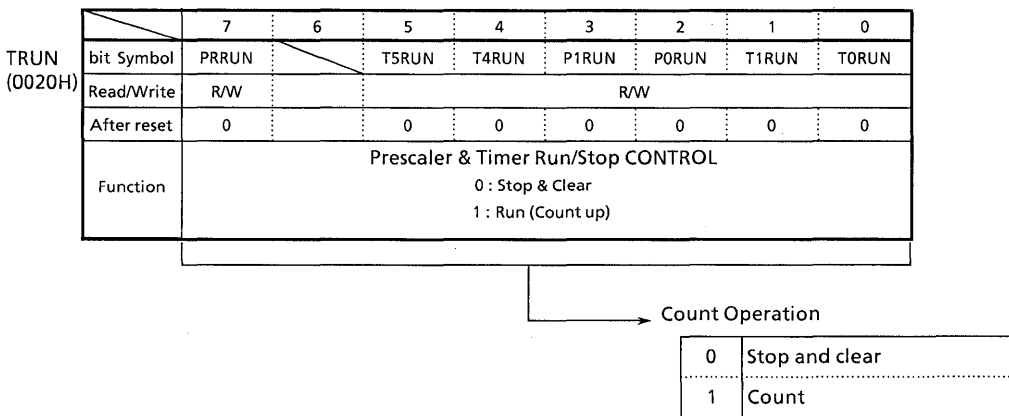 7 6 5 4 3 2 1 0
TRUN bit Symbol PRRUN T5RUN T4RUN P1RUN P0RUN T1RUN T0RUN
(0020H) Read/Write R/W R/W
After reset 0 0 0 0 0 0 0
Function Prescaler & Timer Run/Stop CONTROL
0 : Stop & Clear
1 : Run (Count up)
Count Operation
0 Stop and clear
1 Count